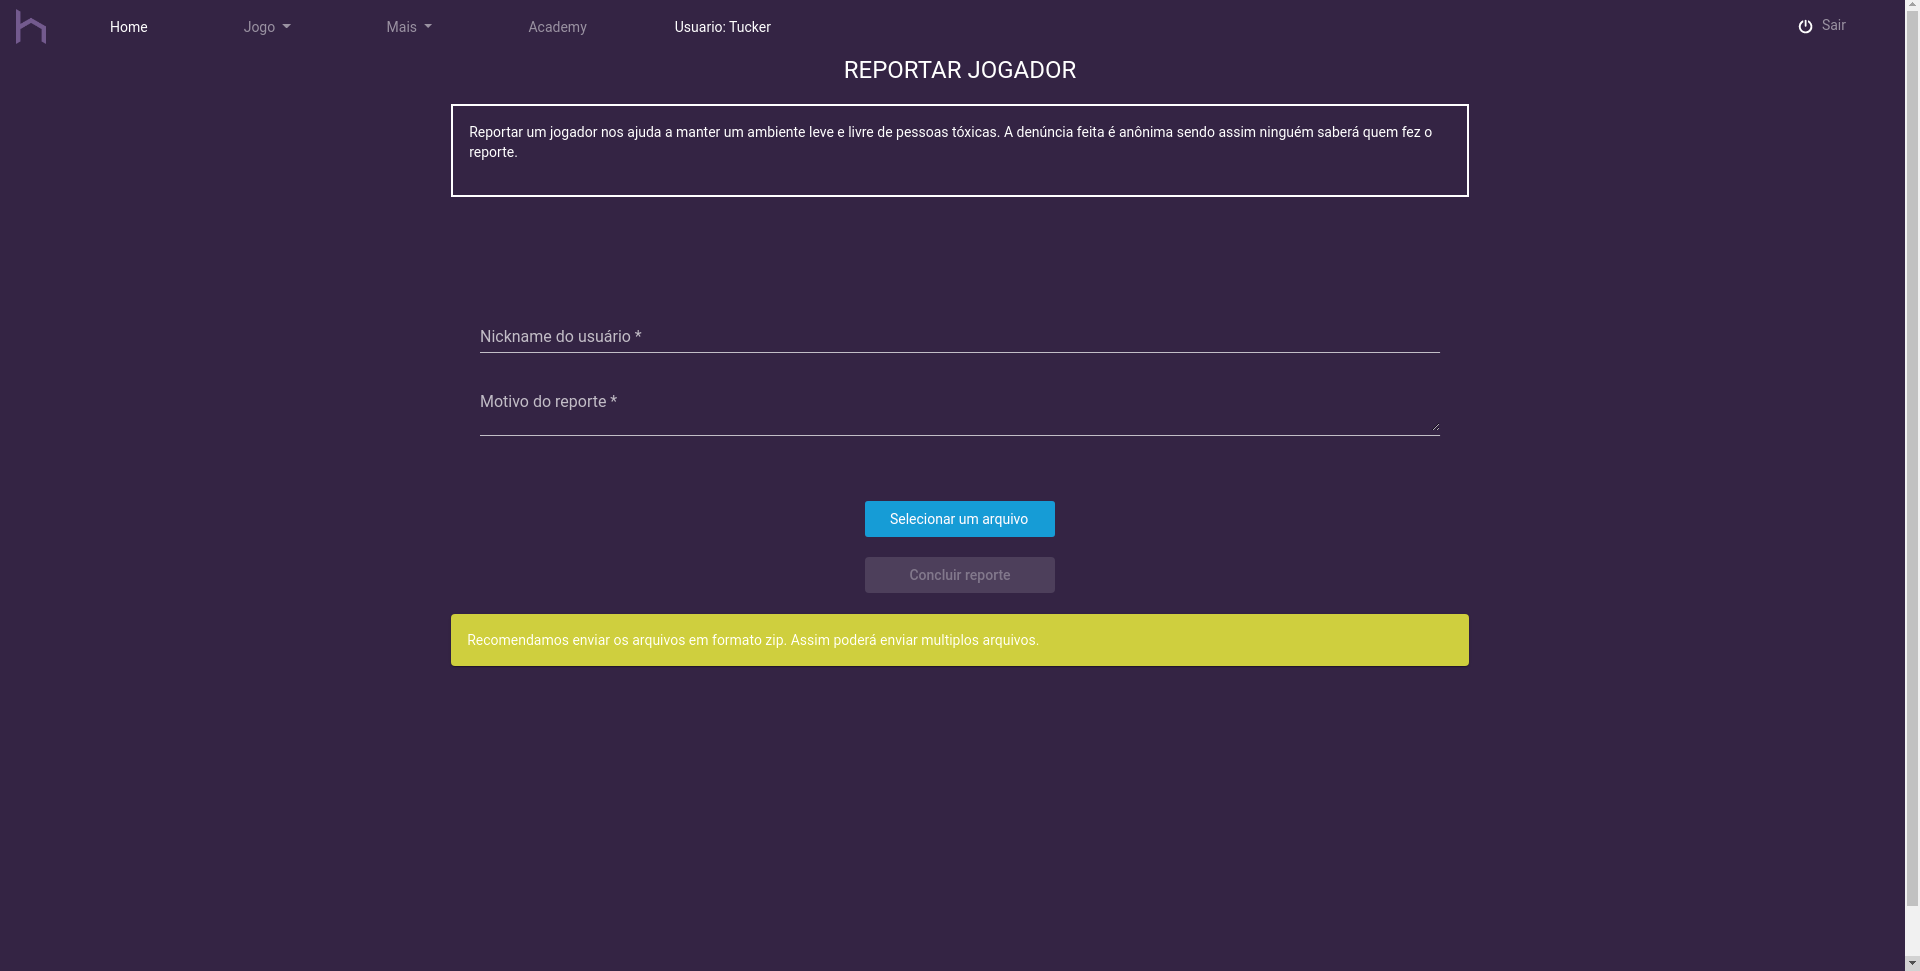 Home
Jogo
Mais
Academy
Usuario: Tucker
Sair
REPORTAR JOGADOR
Reportar um jogador nos ajuda a manter um ambiente leve e livre de pessoas tóxicas. A denúncia feita é anônima sendo assim ninguém saberá quem fez o
reporte.
Nickname do usuário *
Motivo do reporte *
Selecionar um arquivo
Concluir reporte
Recomendamos enviar os arquivos em formato zip. Assim poderá enviar multiplos arquivos.